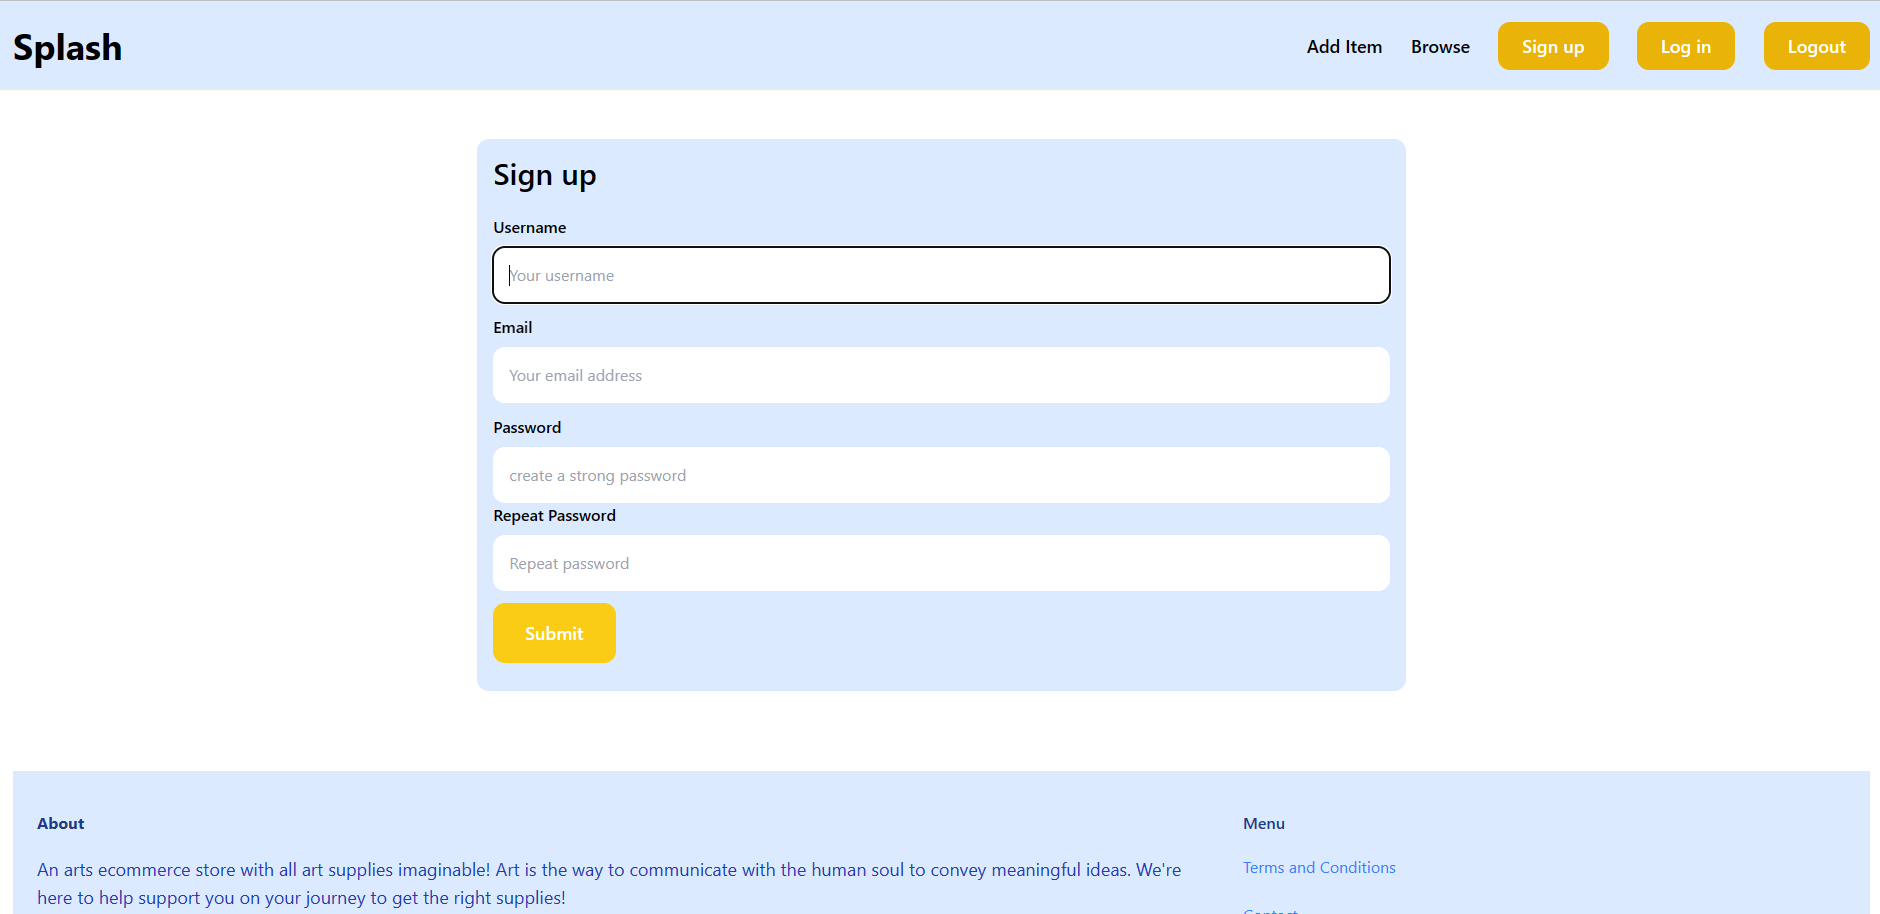 Splash
Add Item Browse Sign up Log in Logout
Sign up
Username
Your username
Email
Your email address
Password
create a strong password
Repeat Password
Repeat password
Submit
About
An arts ecommerce store with all art supplies imaginable! Art is the way to communicate with the human soul to convey meaningful ideas. We're
here to help support you on your journey to get the right supplies!
Menu
Terms and Conditions